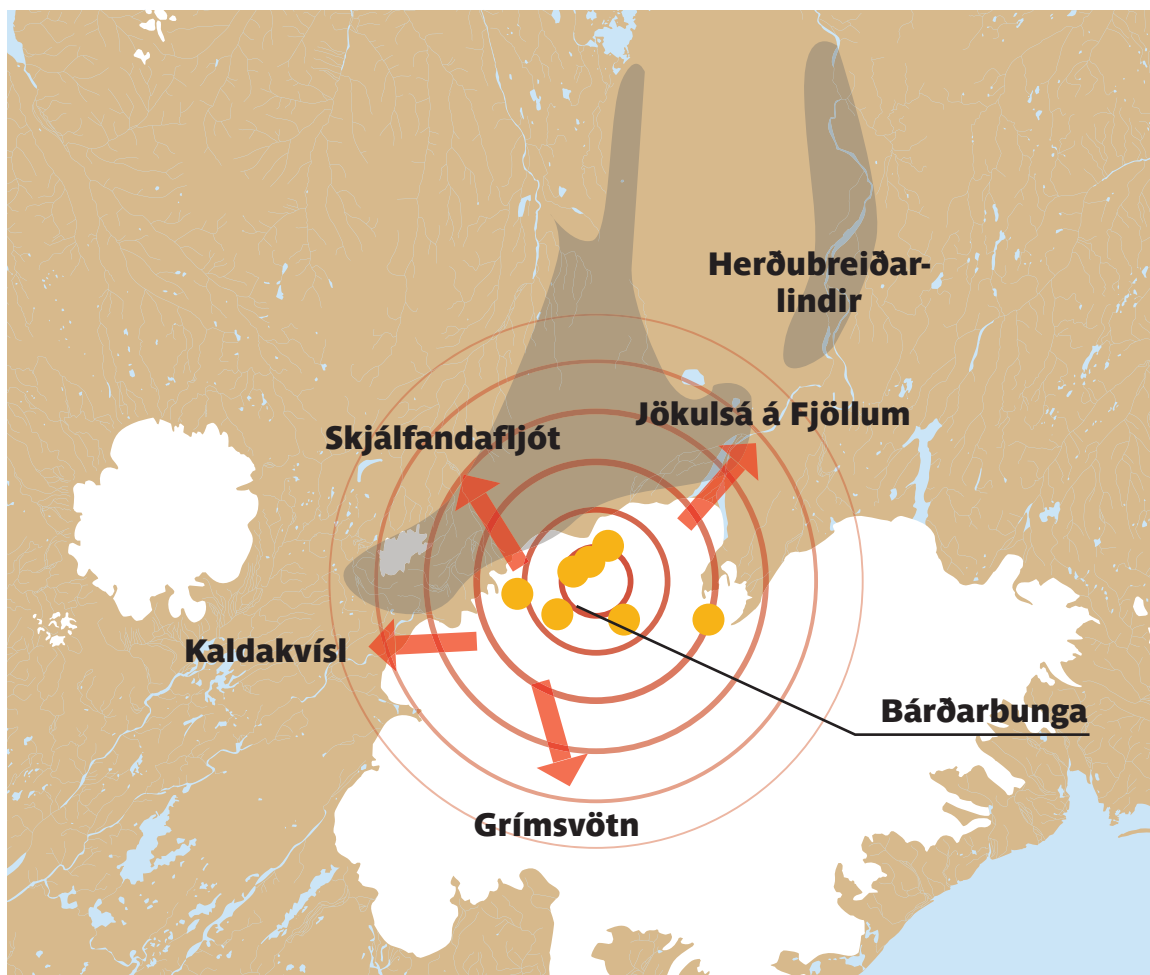 Herðubreiðar-
lindir
Jökulsá á Fjöllum
Skjálfandafljót
Kaldakvísl
Bárðarbunga
Grímsvötn